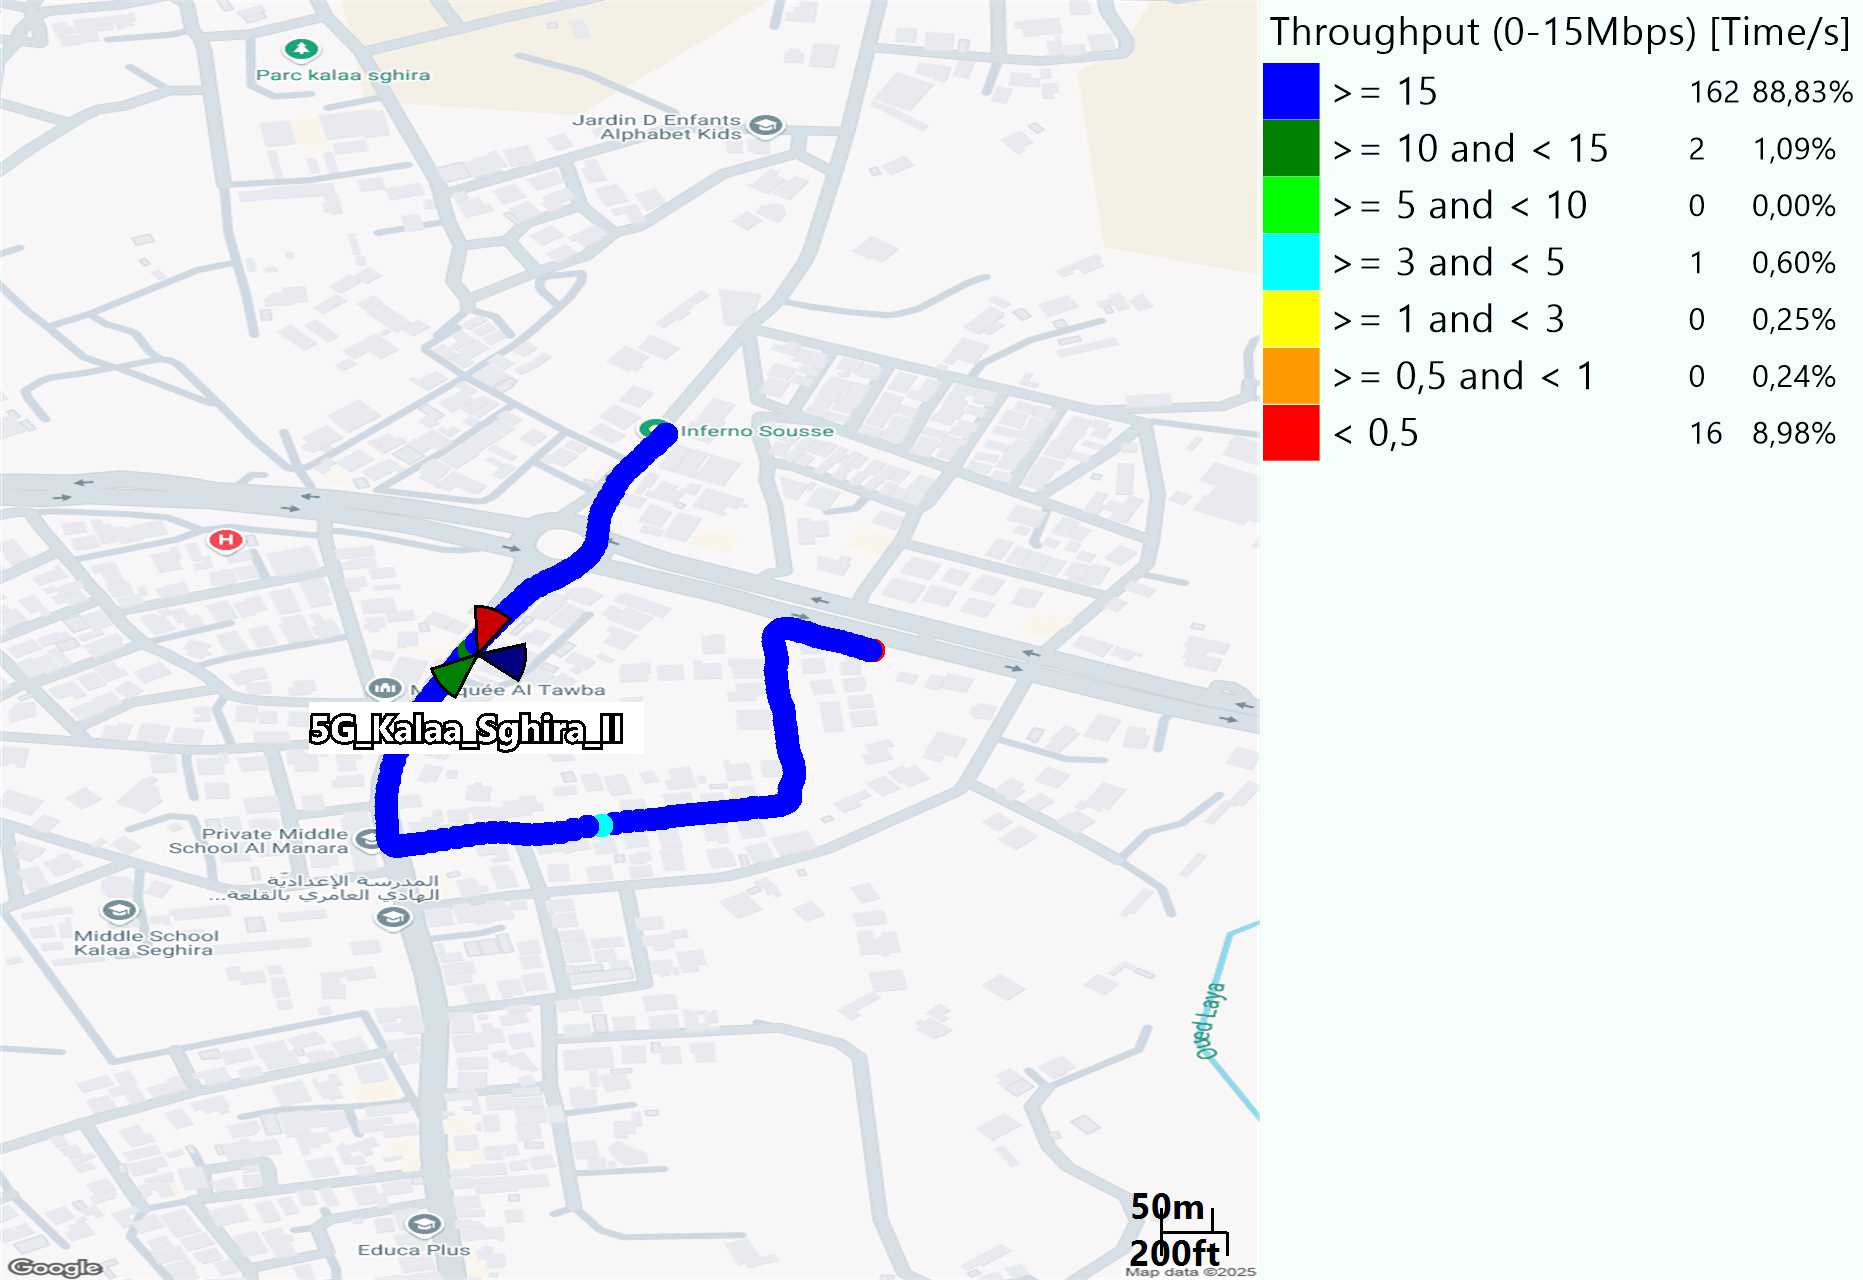 Throughput (0-15Mbps) [Time/s]
>= 15 162 88,83%
>= 10 and < 15 2 1,09%
>= 5 and < 10 0 0,00%
>= 3 and < 5 1 0,60%
>= 1 and < 3 0 0,25%
>= 0,5 and < 1 0 0,24%
< 0,5 16 8,98%
Parc kalaa sghira
Jardin D Enfants
Alphabet Kids
Inferno Sousse
H
Al Tawba
5G_Kalaa_Sghira_II
Private Middle
School Al Manara
المدرسة الإعداديّة
الهادي العامري بالقلعة...
Middle School
Kalaa Seghira
Oued Laya
Educa Plus
50m
200ft
Google
Map data ©2025